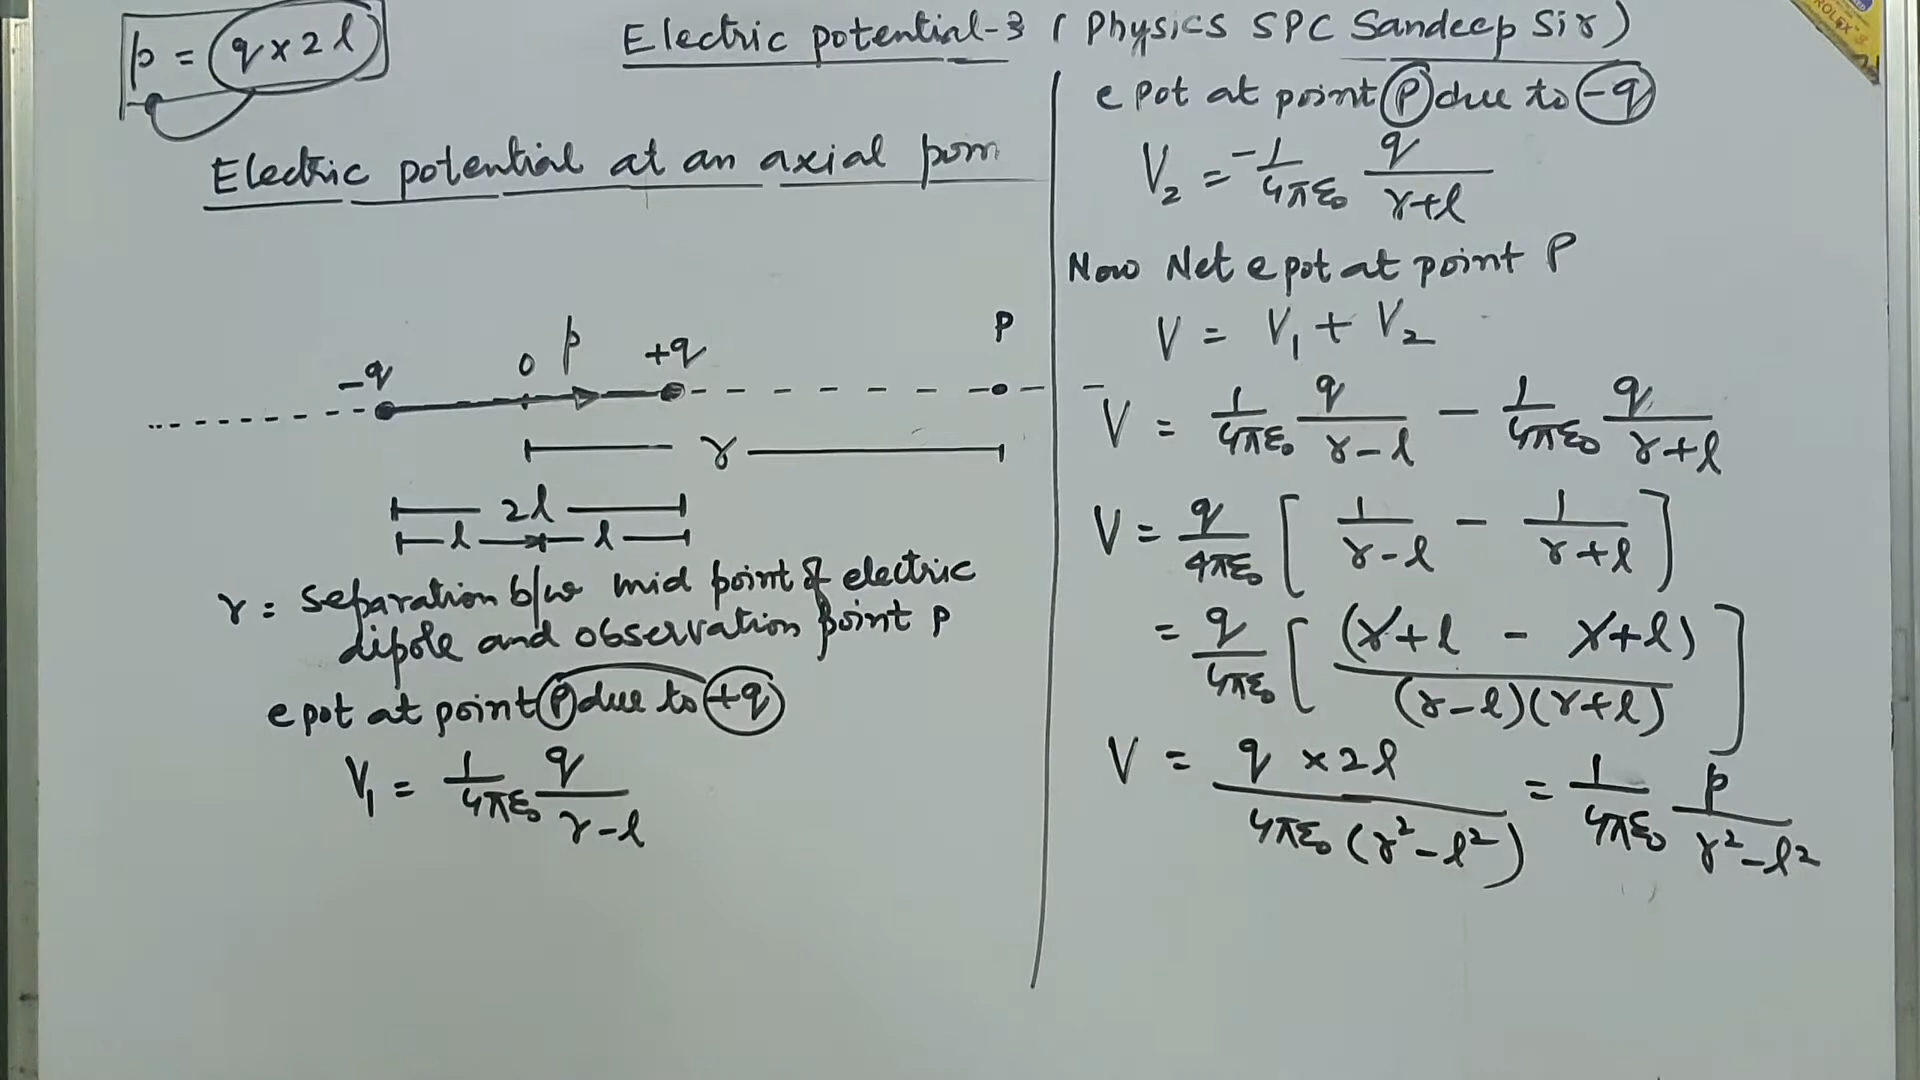 p = q x 2l
Electric potential-3 ( Physics SPC Sandeep Sir )
Electric potential at an axial
-q O p +q P
r
2l
l l
r = separation b/w mid point of electric
dipole and observation point P
e pot at point P due to +q
V₁ = 1/4πε₀ q/r-l
e pot at point P due to -q
V₂ = -1/4πε₀ q/r+l
Now Net e pot at point P
V = V₁ + V₂
V = 1/4πε₀ q/r-l - 1/4πε₀ q/r+l
V = q/4πε₀ [ 1/r-l - 1/r+l ]
= q/4πε₀ [ (r+l - r+l)/(r-l)(r+l) ]
V = q x 2l/4πε₀ (r²-l²) = 1/4πε₀ p/r²-l²